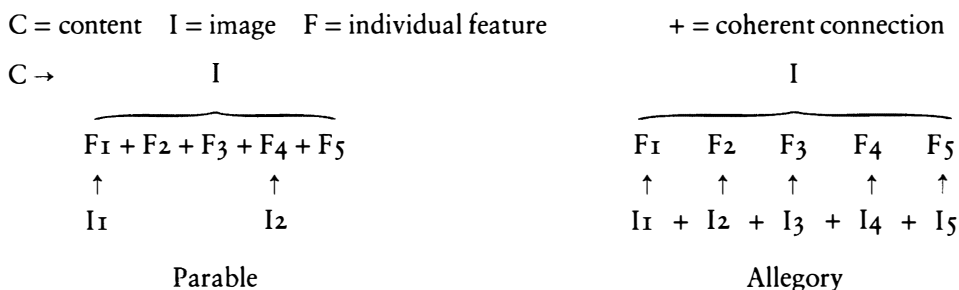 C = content I = image F = individual feature + = coherent connection
C → I I
F1 + F2 + F3 + F4 + F5 F1 F2 F3 F4 F5
↑ ↑ ↑ ↑ ↑ ↑ ↑
I1 I2 I1 + I2 + I3 + I4 + I5
Parable Allegory